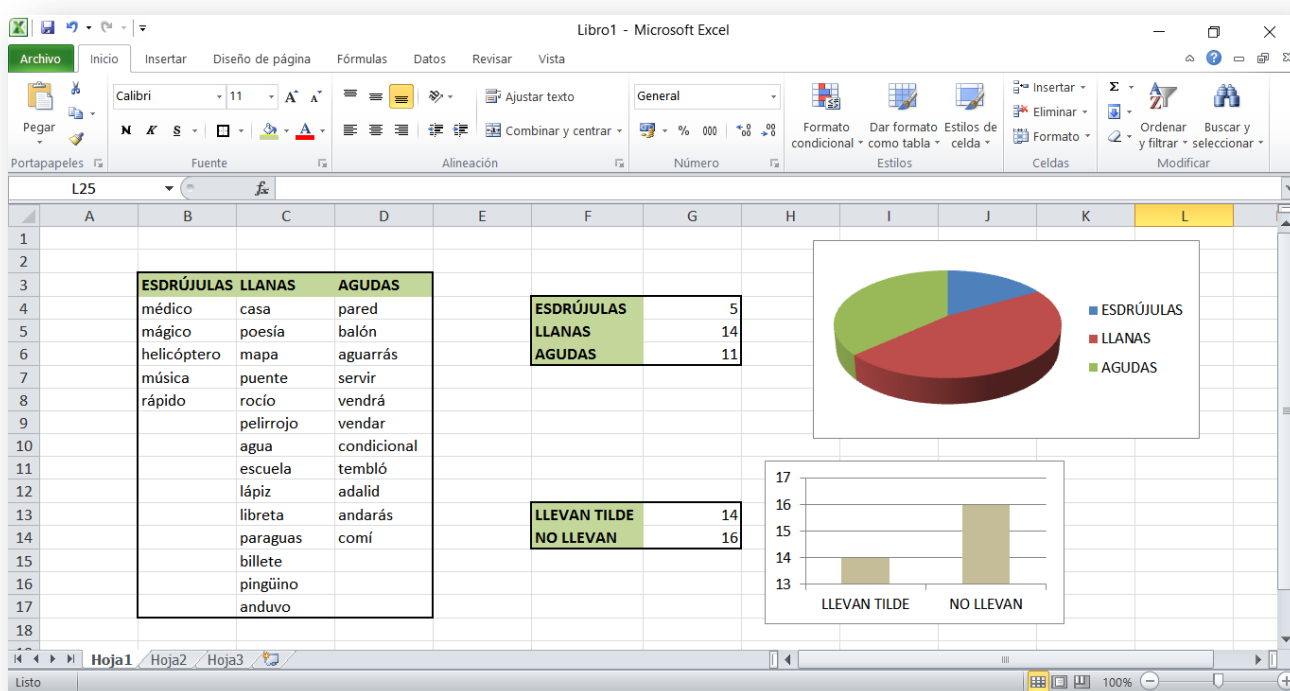 Libro1 - Microsoft Excel
Archivo Inicio Insertar Diseño de página Fórmulas Datos Revisar Vista
Calibri 11 Ajustar texto General Insertar Σ
Eliminar
Pegar N K S A Combinar y centrar % 000 Formato condicional Dar formato como tabla Estilos de celda Formato Ordenar y filtrar Buscar y seleccionar
Portapapeles Fuente Alineación Número Estilos Celdas Modificar
L25 fx
A B C D E F G H I J K L
1
2
3 ESDRÚJULAS LLANAS AGUDAS
4 médico casa pared ESDRÚJULAS 5
5 mágico poesía balón LLANAS 14
6 helicóptero mapa aguarrás AGUDAS 11
7 música puente servir
8 rápido rocío vendrá
9 pelirrojo vendar
10 agua condicional
11 escuela tembló
12 lápiz adalid
13 libreta andarás LLEVAN TILDE 14
14 paraguas comí NO LLEVAN 16
15 billete
16 pingüino
17 anduvo
18
ESDRÚJULAS
LLANAS
AGUDAS
17
16
15
14
13
LLEVAN TILDE NO LLEVAN
Hoja1 Hoja2 Hoja3
Listo 100%